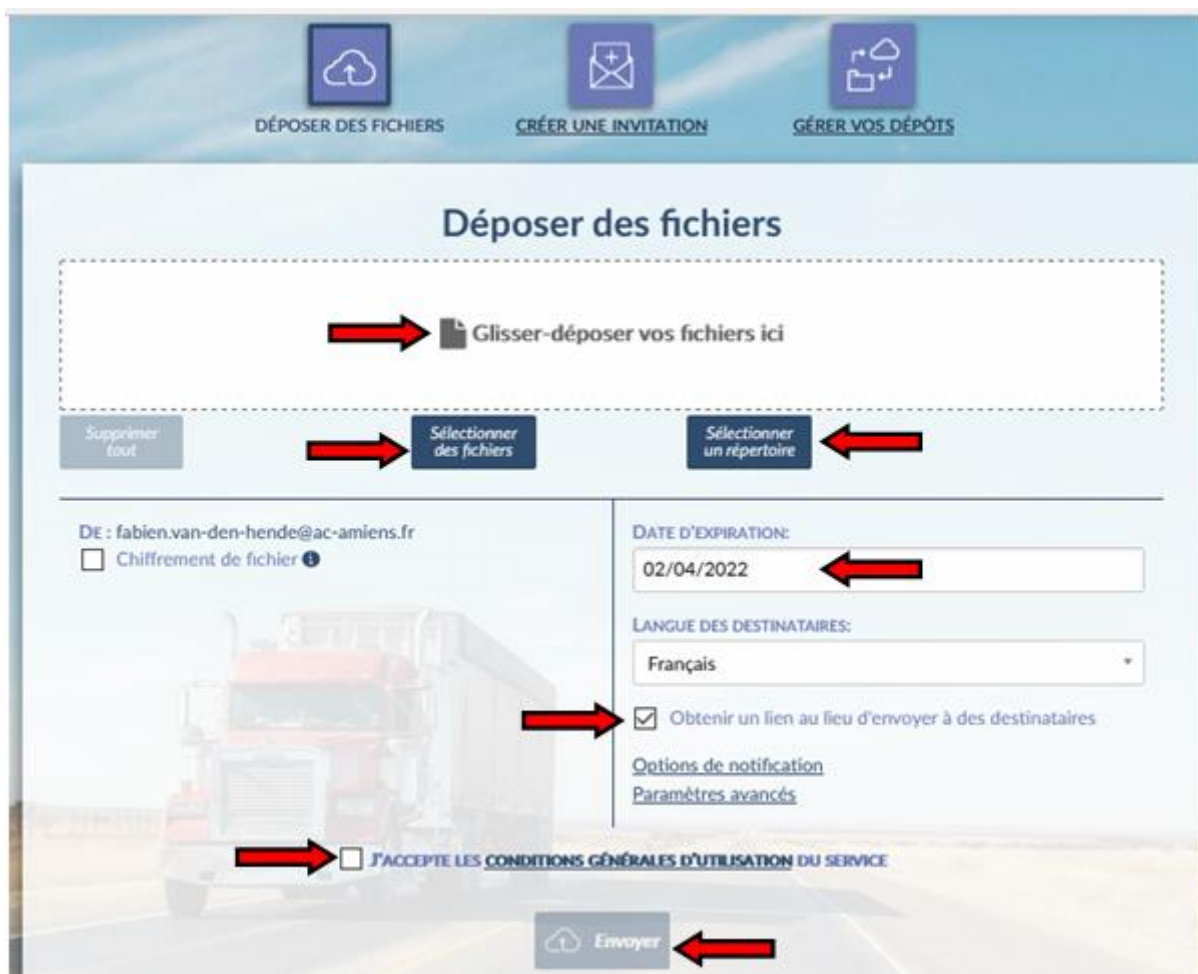 DÉPOSER DES FICHIERS
CRÉER UNE INVITATION
GÉRER VOS DÉPÔTS
Déposer des fichiers
Glisser-déposer vos fichiers ici
Supprimer
tout
Sélectionner
des fichiers
Sélectionner
un répertoire
DE : fabien.van-den-hende@ac-amiens.fr
Chiffrement de fichier
DATE D'EXPIRATION:
02/04/2022
LANGUE DES DESTINATAIRES:
Français
Obtenir un lien au lieu d'envoyer à des destinataires
Options de notification
Paramètres avancés
J'ACCEPTE LES CONDITIONS GÉNÉRALES D'UTILISATION DU SERVICE
Envoyer